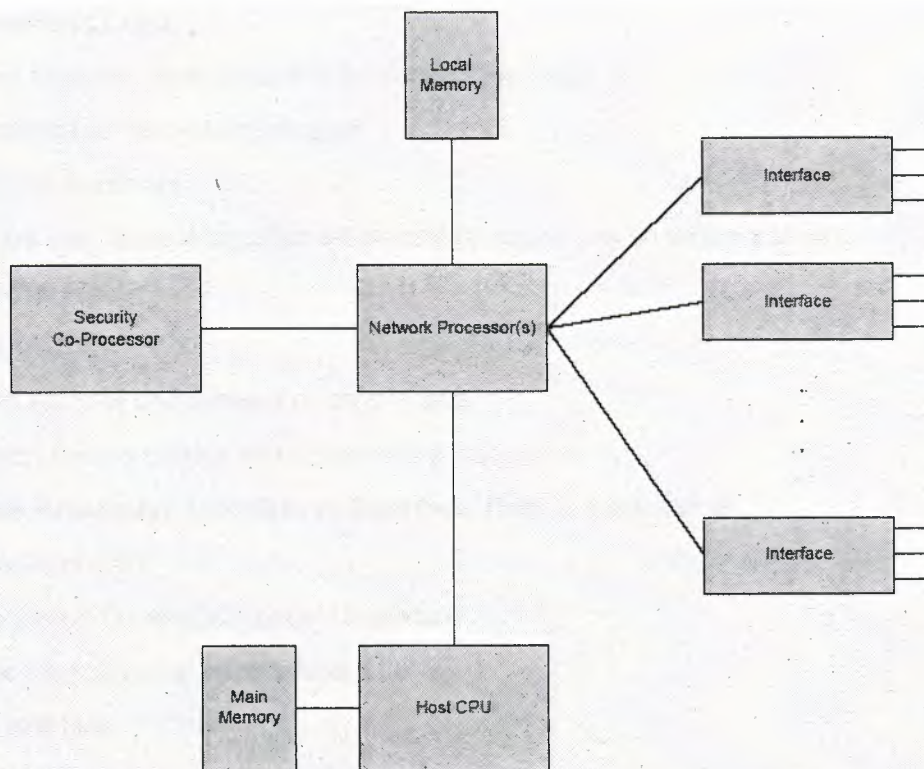 Local
Memory
Interface
Interface
Security
Co-Processor
Network Processor(s)
Interface
Main
Memory
Host CPU